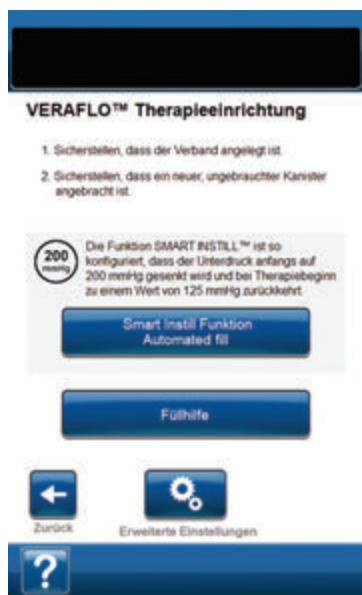 VERAFLO™ Therapieeinrichtung
1. Sicherstellen, dass der Verband angelegt ist.
2. Sicherstellen, dass ein neuer, ungebrauchter Kanister
angebracht ist.
200
mmHg
Die Funktion SMART INSTILL™ ist so
konfiguriert, dass der Unterdruck anfangs auf
200 mmHg gesenkt wird und bei Therapiebeginn
zu einem Wert von 125 mmHg zurückkehrt.
Smart Instill Funktion
Automated fill
Füllhilfe
Zurück
Erweiterte Einstellungen
?